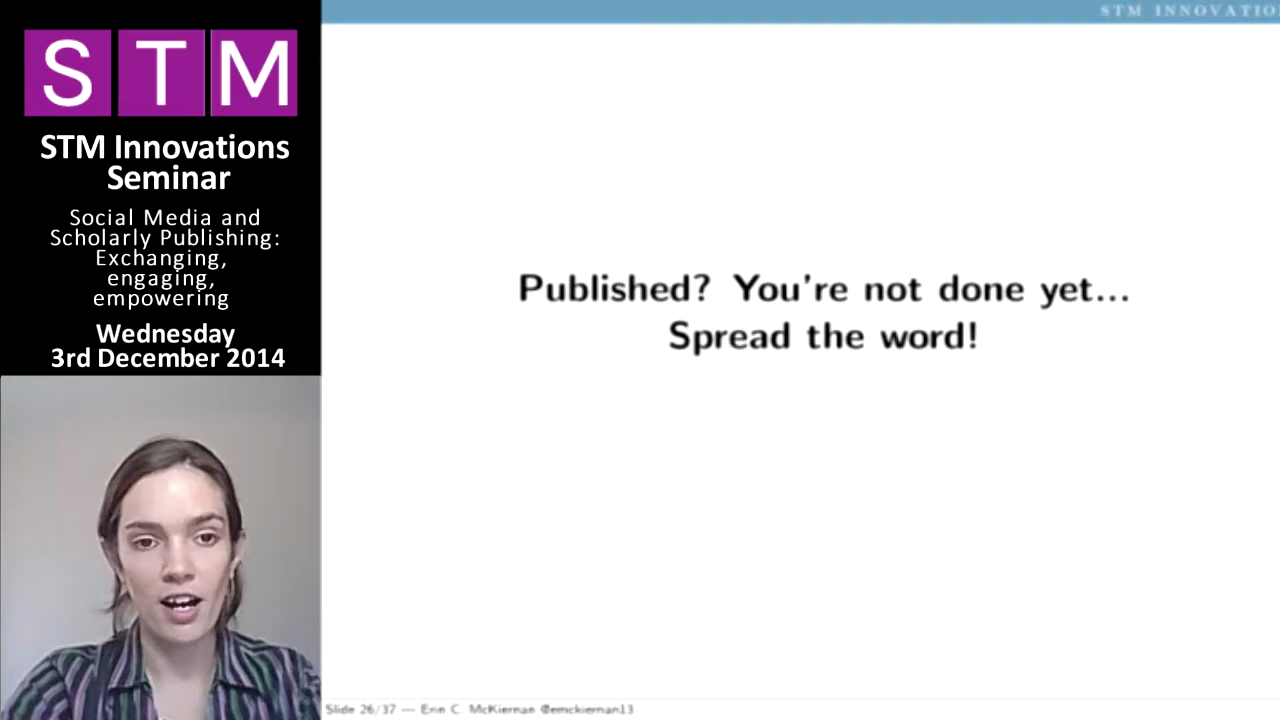 STM
STM Innovations
Seminar
Social Media and
Scholarly Publishing:
Exchanging,
engaging,
empowering
Wednesday
3rd December 2014
STM INNOVATIO
Published? You're not done yet...
Spread the word!
Slide 26/37 — Erin C. McKiernan @emckiernan13